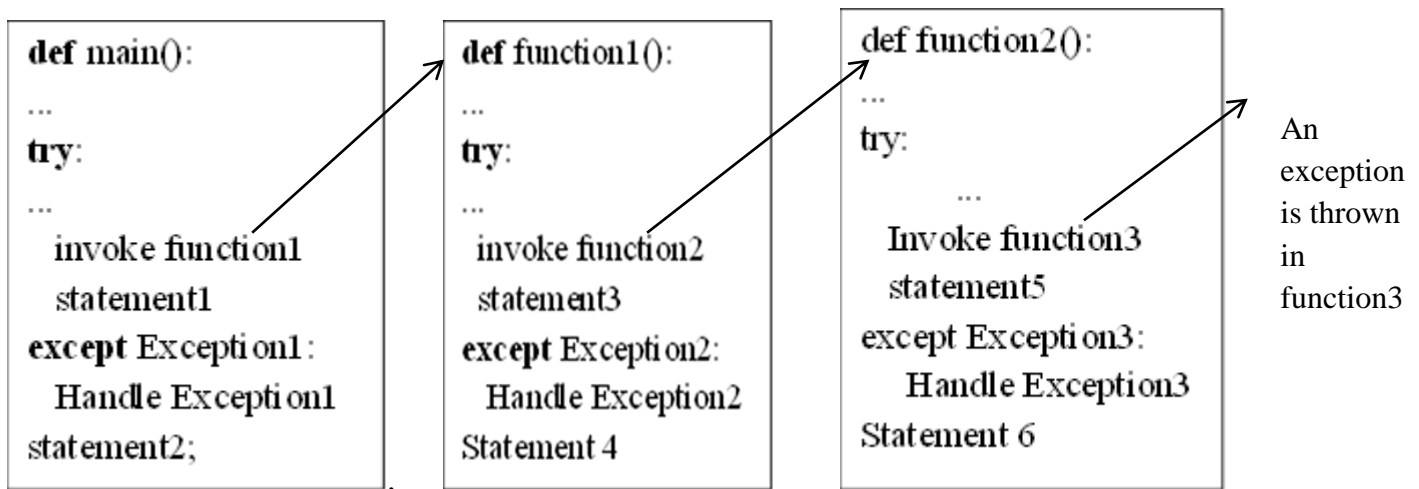 def main():
...
try:
...
invoke function1
statement1
except Exception1:
Handle Exception1
statement2;
.
def function1():
...
try:
...
invoke function2
statement3
except Exception2:
Handle Exception2
Statement 4
def function2():
...
try:
...
Invoke function3
statement5
except Exception3:
Handle Exception3
Statement 6
An
exception
is thrown
in
function3